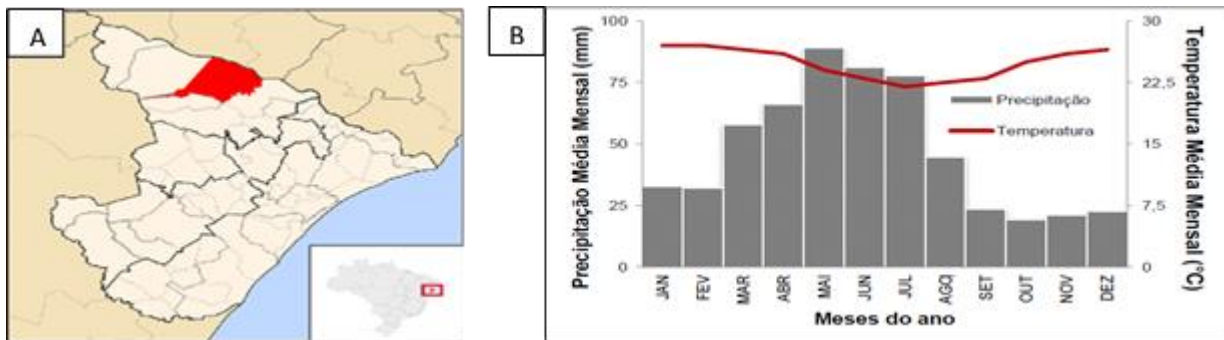 A
B
Precipitação Média Mensal (mm)
100
75
50
25
0
Precipitação
Temperatura
30
22,5
15
7,5
0
Temperatura Média Mensal (°C)
JAN FEV MAR ABR MAI JUN JUL AGO SET OUT NOV DEZ
Meses do ano